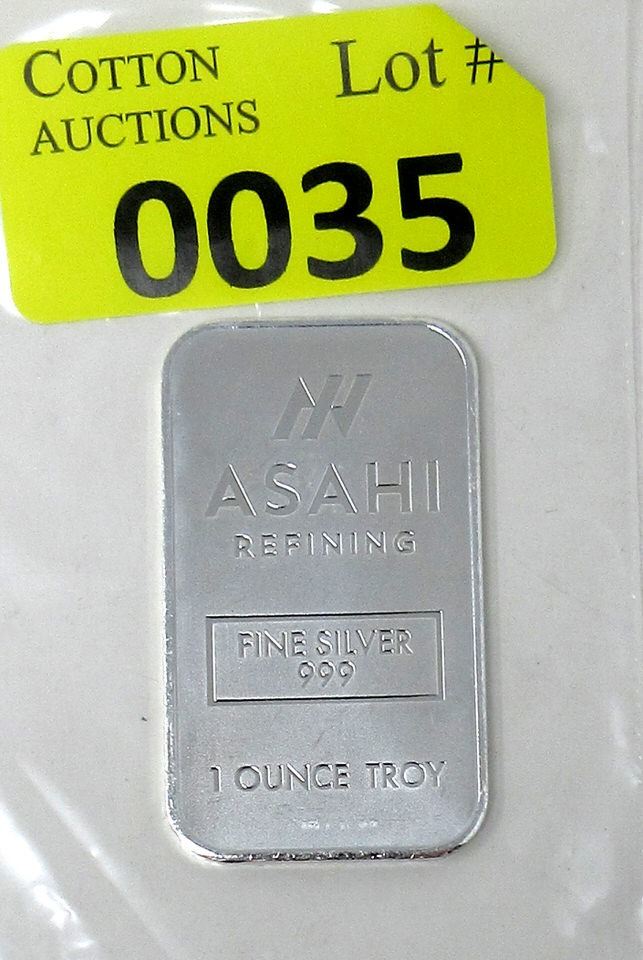 COTTON Lot #
AUCTIONS
0035
ASAHI
REFINING
FINE SILVER
999
1 OUNCE TROY